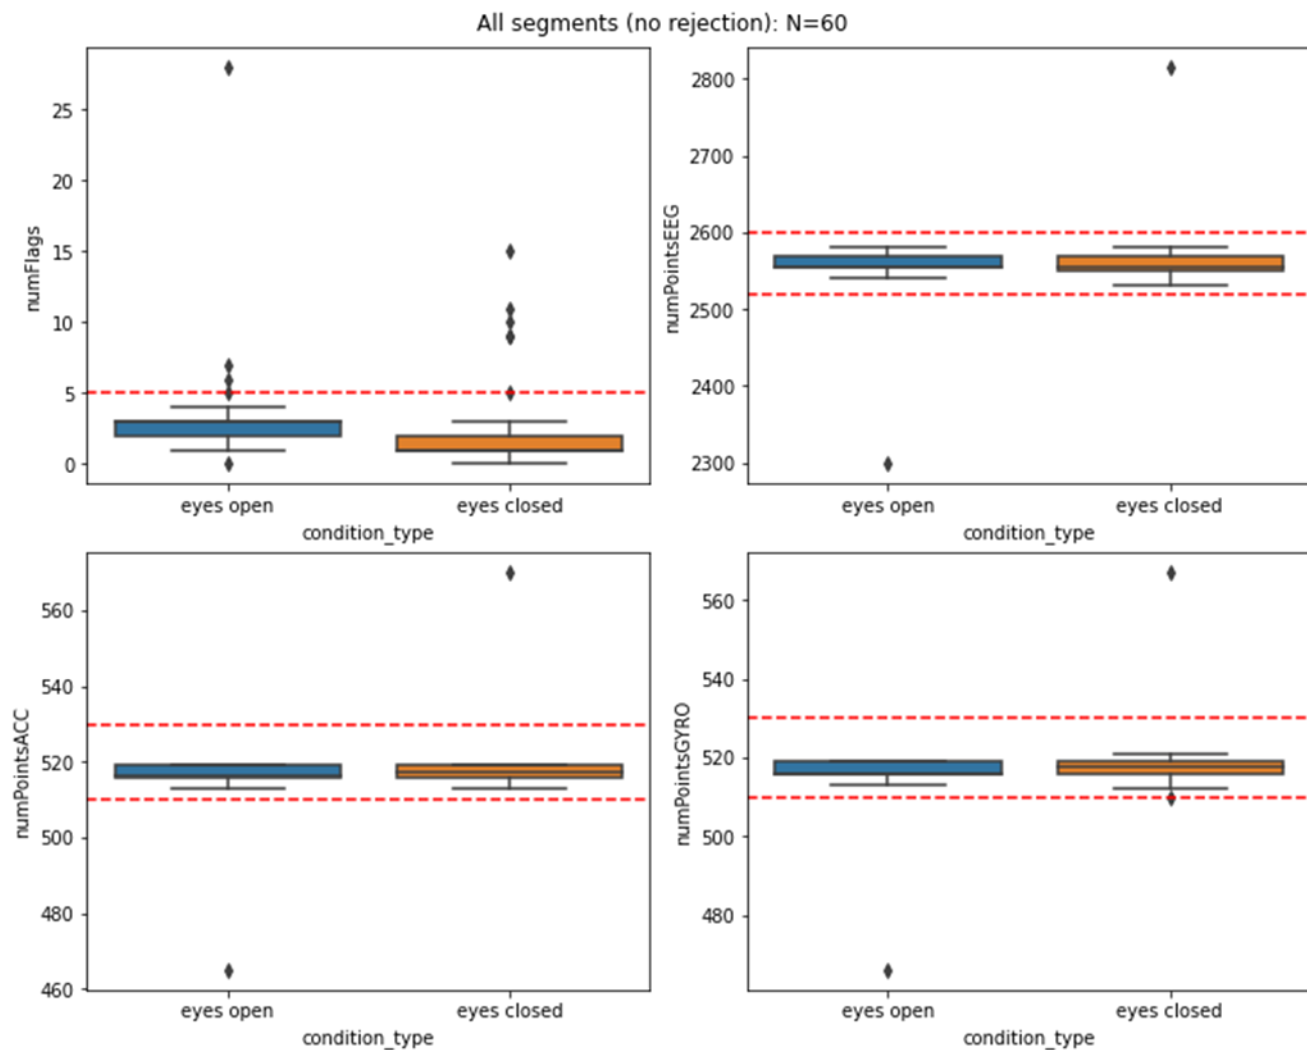 All segments (no rejection): N=60
numFlags
25
20
15
10
5
0
eyes open
eyes closed
condition_type
numPointsEEG
2800
2700
2600
2500
2400
2300
eyes open
eyes closed
condition_type
numPointsACC
560
540
520
500
480
460
eyes open
eyes closed
condition_type
numPointsGYRO
560
540
520
500
480
eyes open
eyes closed
condition_type